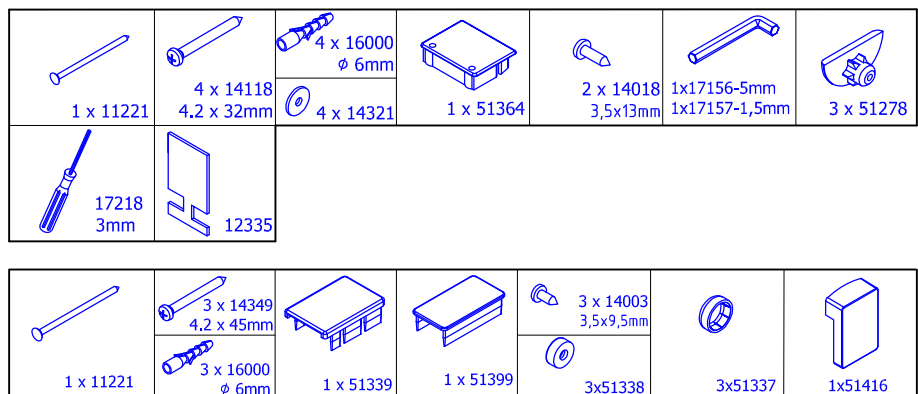 1 x 11221
4 x 14118
4.2 x 32mm
4 x 16000
ϕ 6mm
4 x 14321
1 x 51364
2 x 14018
3,5x13mm
1x17156-5mm
1x17157-1,5mm
3 x 51278
17218
3mm
12335
1 x 11221
3 x 14349
4.2 x 45mm
3 x 16000
ϕ 6mm
1 x 51339
1 x 51399
3 x 14003
3,5x9,5mm
3x51338
3x51337
1x51416